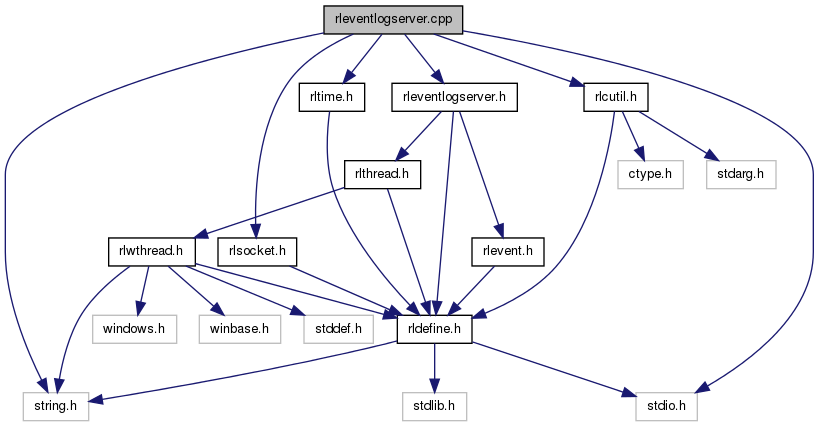 rleventlogserver.cpp
rltime.h
rleventlogserver.h
rlcutil.h
rlthread.h
ctype.h
stdarg.h
rlwthread.h
rlsocket.h
rlevent.h
windows.h
winbase.h
stddef.h
rldefine.h
string.h
stdlib.h
stdio.h